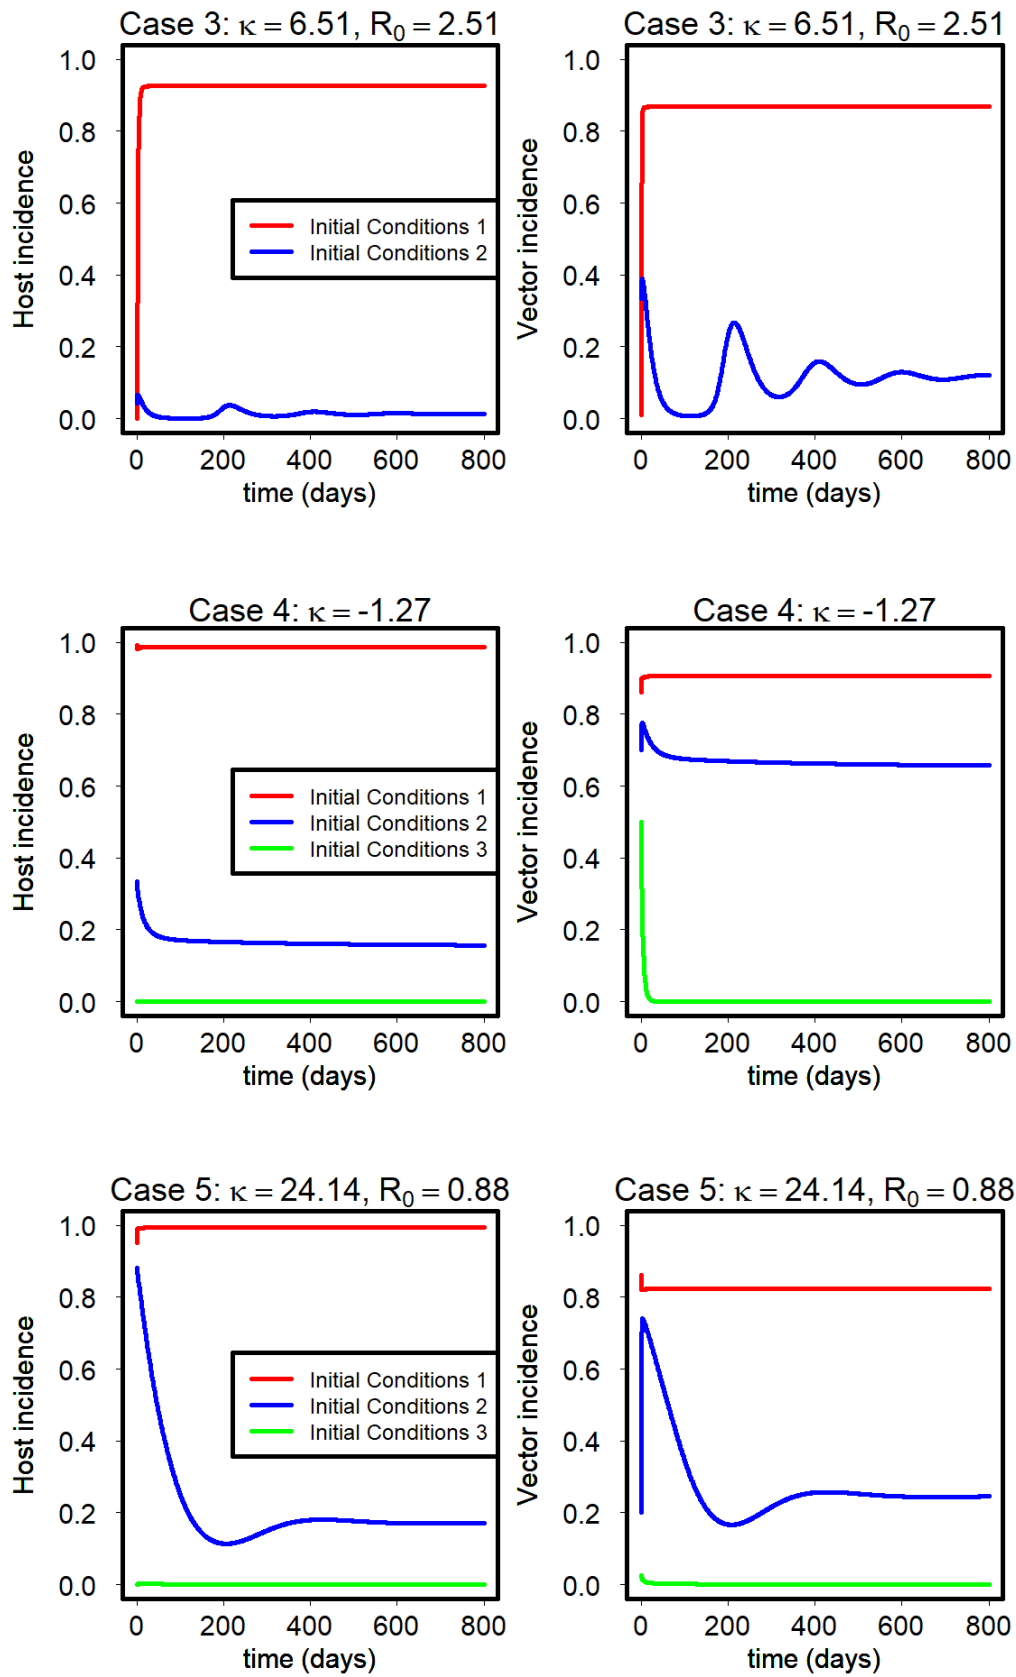 Case 3: κ = 6.51, R0 = 2.51
1.0
0.8
0.6
0.4
0.2
0.0
Host incidence
Initial Conditions 1
Initial Conditions 2
0 200 400 600 800
time (days)
Case 3: κ = 6.51, R0 = 2.51
1.0
0.8
0.6
0.4
0.2
0.0
Vector incidence
0 200 400 600 800
time (days)
Case 4: κ = -1.27
1.0
0.8
0.6
0.4
0.2
0.0
Host incidence
Initial Conditions 1
Initial Conditions 2
Initial Conditions 3
0 200 400 600 800
time (days)
Case 4: κ = -1.27
1.0
0.8
0.6
0.4
0.2
0.0
Vector incidence
0 200 400 600 800
time (days)
Case 5: κ = 24.14, R0 = 0.88
1.0
0.8
0.6
0.4
0.2
0.0
Host incidence
Initial Conditions 1
Initial Conditions 2
Initial Conditions 3
0 200 400 600 800
time (days)
Case 5: κ = 24.14, R0 = 0.88
1.0
0.8
0.6
0.4
0.2
0.0
Vector incidence
0 200 400 600 800
time (days)